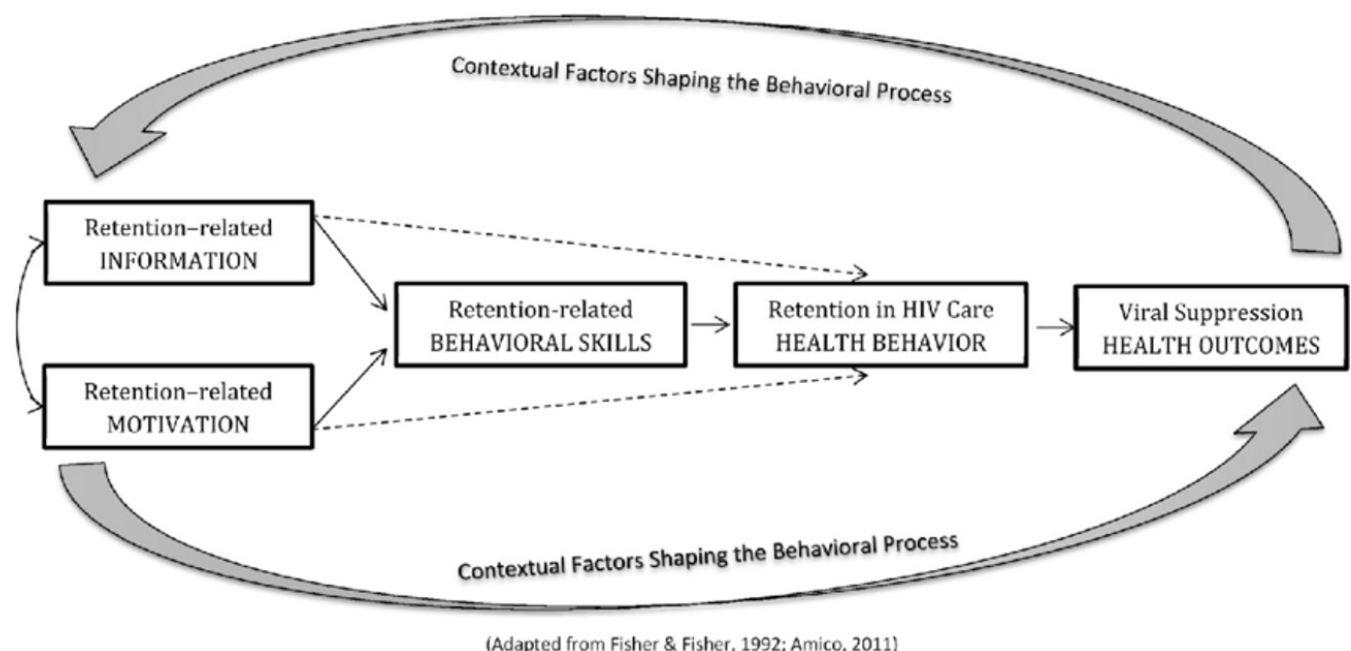 Contextual Factors Shaping the Behavioral Process
Retention–related
INFORMATION
Retention-related
BEHAVIORAL SKILLS
Retention in HIV Care
HEALTH BEHAVIOR
Viral Suppression
HEALTH OUTCOMES
Retention–related
MOTIVATION
Contextual Factors Shaping the Behavioral Process
(Adapted from Fisher & Fisher, 1992; Amico, 2011)